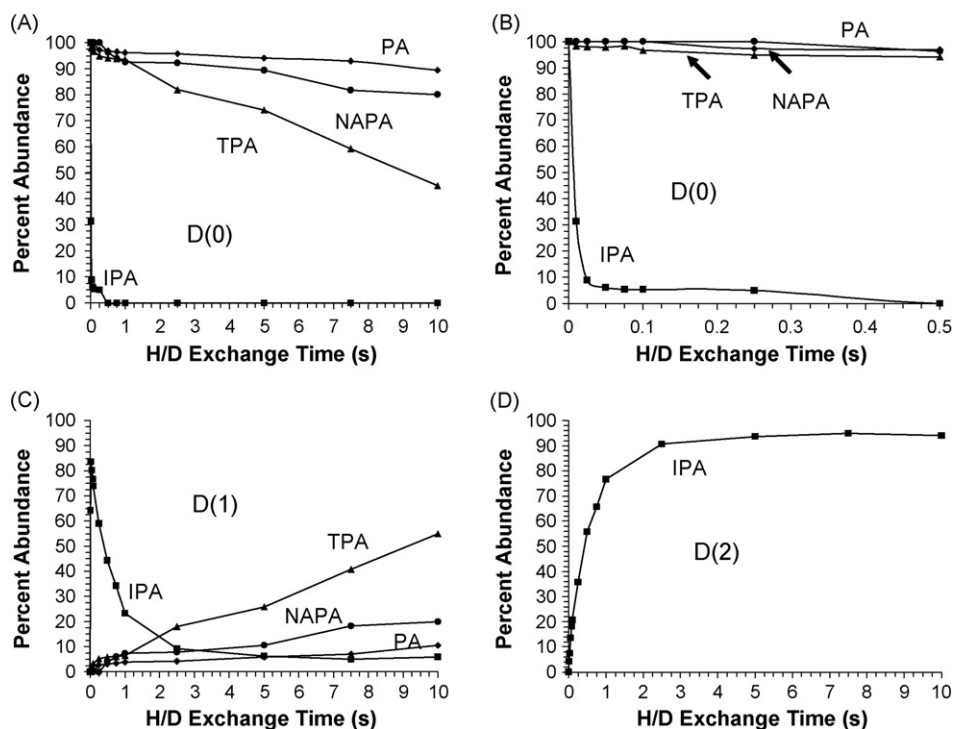 (A)
100
90
80
70
60
50
40
30
20
10
0
Percent Abundance
PA
NAPA
TPA
D(0)
IPA
0 1 2 3 4 5 6 7 8 9 10
H/D Exchange Time (s)
(B)
100
90
80
70
60
50
40
30
20
10
0
Percent Abundance
PA
TPA
NAPA
D(0)
IPA
0 0.1 0.2 0.3 0.4 0.5
H/D Exchange Time (s)
(C)
100
90
80
70
60
50
40
30
20
10
0
Percent Abundance
D(1)
TPA
IPA
NAPA
PA
0 1 2 3 4 5 6 7 8 9 10
H/D Exchange Time (s)
(D)
100
90
80
70
60
50
40
30
20
10
0
Percent Abundance
IPA
D(2)
0 1 2 3 4 5 6 7 8 9 10
H/D Exchange Time (s)